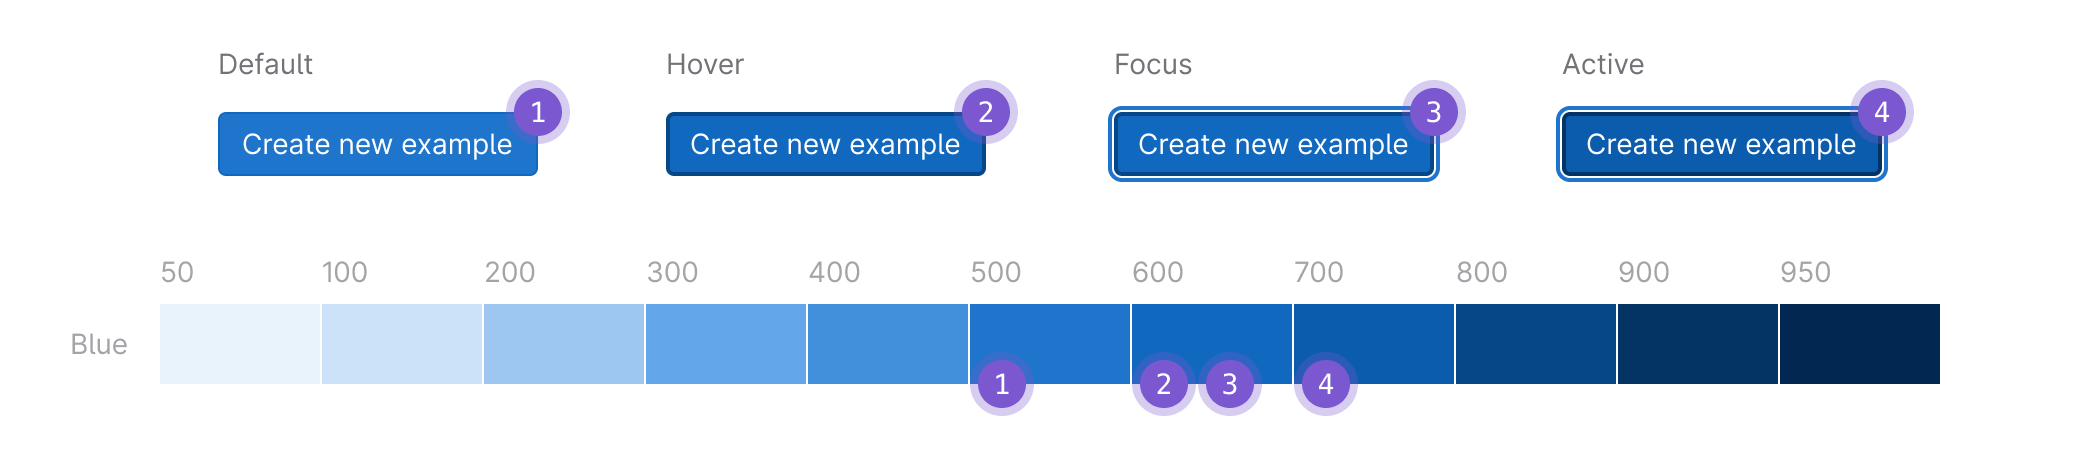 Default Hover Focus Active
1 2 3 4
Create new example Create new example Create new example Create new example
50 100 200 300 400 500 600 700 800 900 950
Blue
1 2 3 4